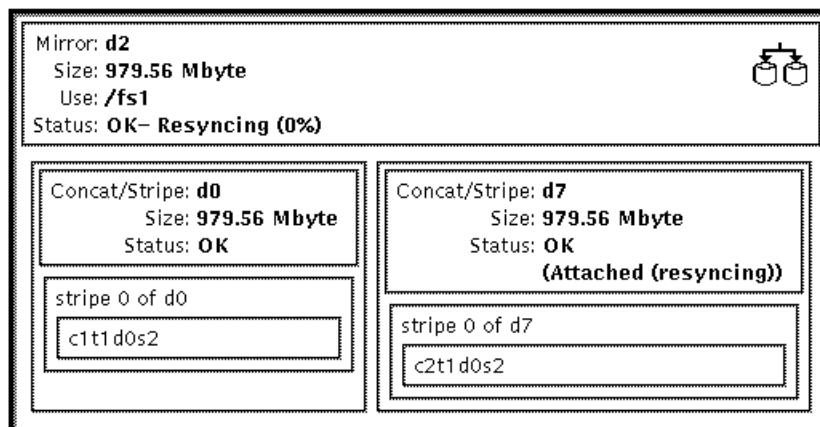 Mirror: d2
Size: 979.56 Mbyte
Use: /fs1
Status: OK- Resyncing (0%)
Concat/Stripe: d0
Size: 979.56 Mbyte
Status: OK
stripe 0 of d0
c1t1d0s2
Concat/Stripe: d7
Size: 979.56 Mbyte
Status: OK
(Attached (resyncing))
stripe 0 of d7
c2t1d0s2